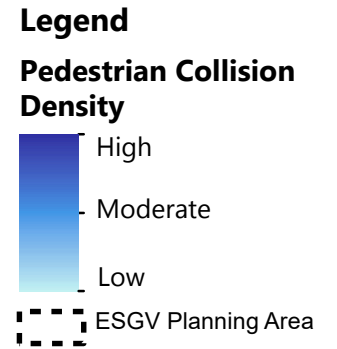 Legend
Pedestrian Collision
Density
High
Moderate
Low
ESGV Planning Area